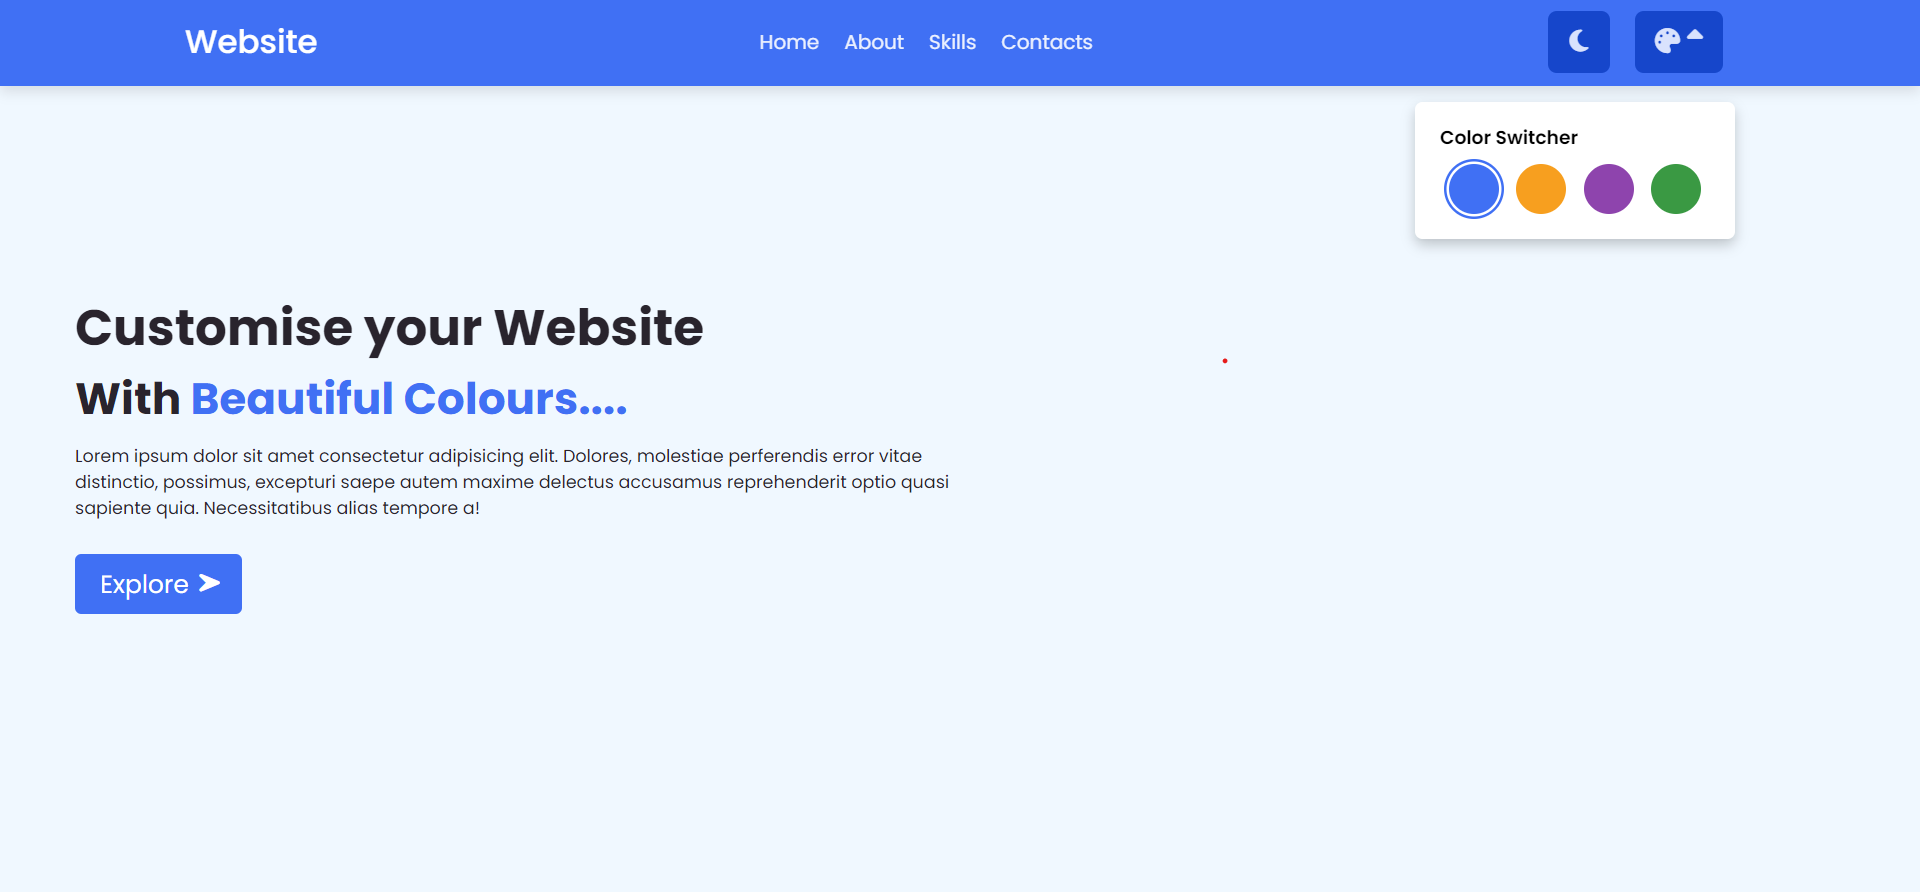 Website
Home About Skills Contacts
Color Switcher
Customise your Website
With Beautiful Colours....
Lorem ipsum dolor sit amet consectetur adipisicing elit. Dolores, molestiae perferendis error vitae
distinctio, possimus, excepturi saepe autem maxime delectus accusamus reprehenderit optio quasi
sapiente quia. Necessitatibus alias tempore a!
Explore